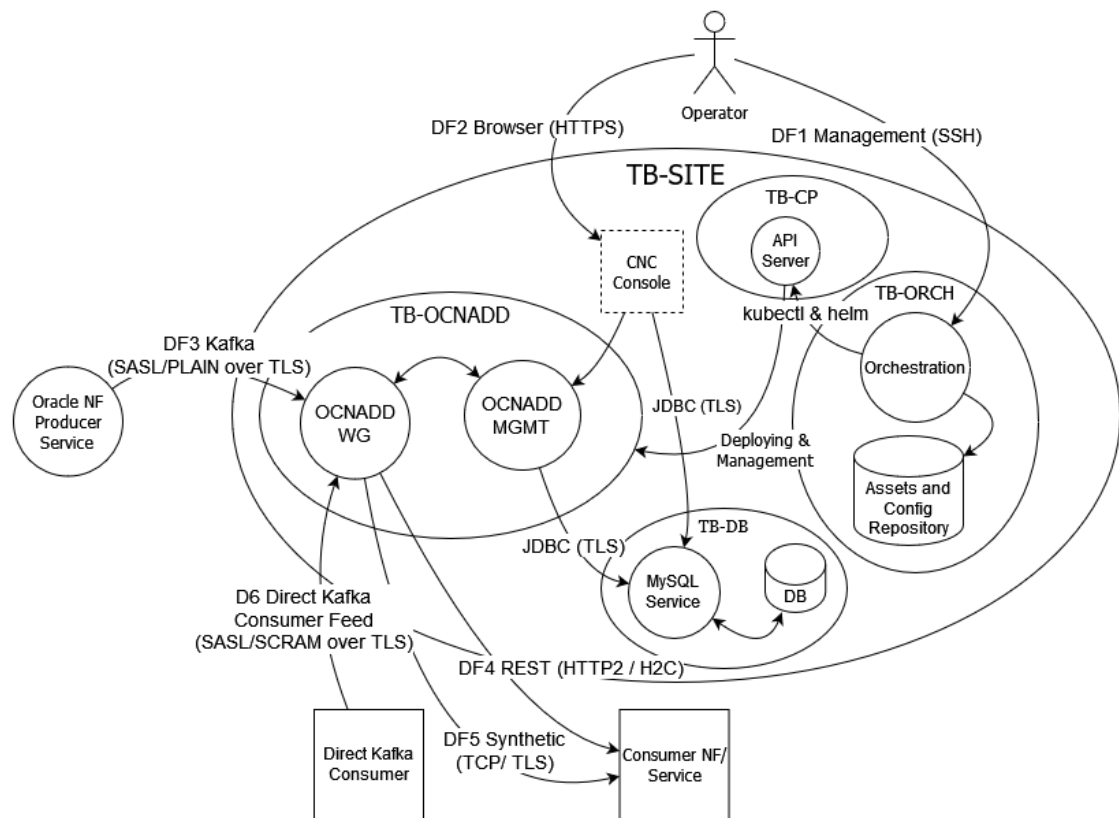 Operator
DF2 Browser (HTTPS)
DF1 Management (SSH)
TB-SITE
TB-CP
API
Server
CNC
Console
TB-ORCH
kubectl & helm
TB-OCNADD
DF3 Kafka
(SASL/PLAIN over TLS)
Orchestration
Oracle NF
Producer
Service
OCNADD
WG
OCNADD
MGMT
JDBC (TLS)
Deploying &
Management
Assets and
Config
Repository
TB-DB
JDBC (TLS)
MySQL
Service
DB
D6 Direct Kafka
Consumer Feed
(SASL/SCRAM over TLS)
DF4 REST (HTTP2 / H2C)
DF5 Synthetic
(TCP/ TLS)
Direct Kafka
Consumer
Consumer NF/
Service